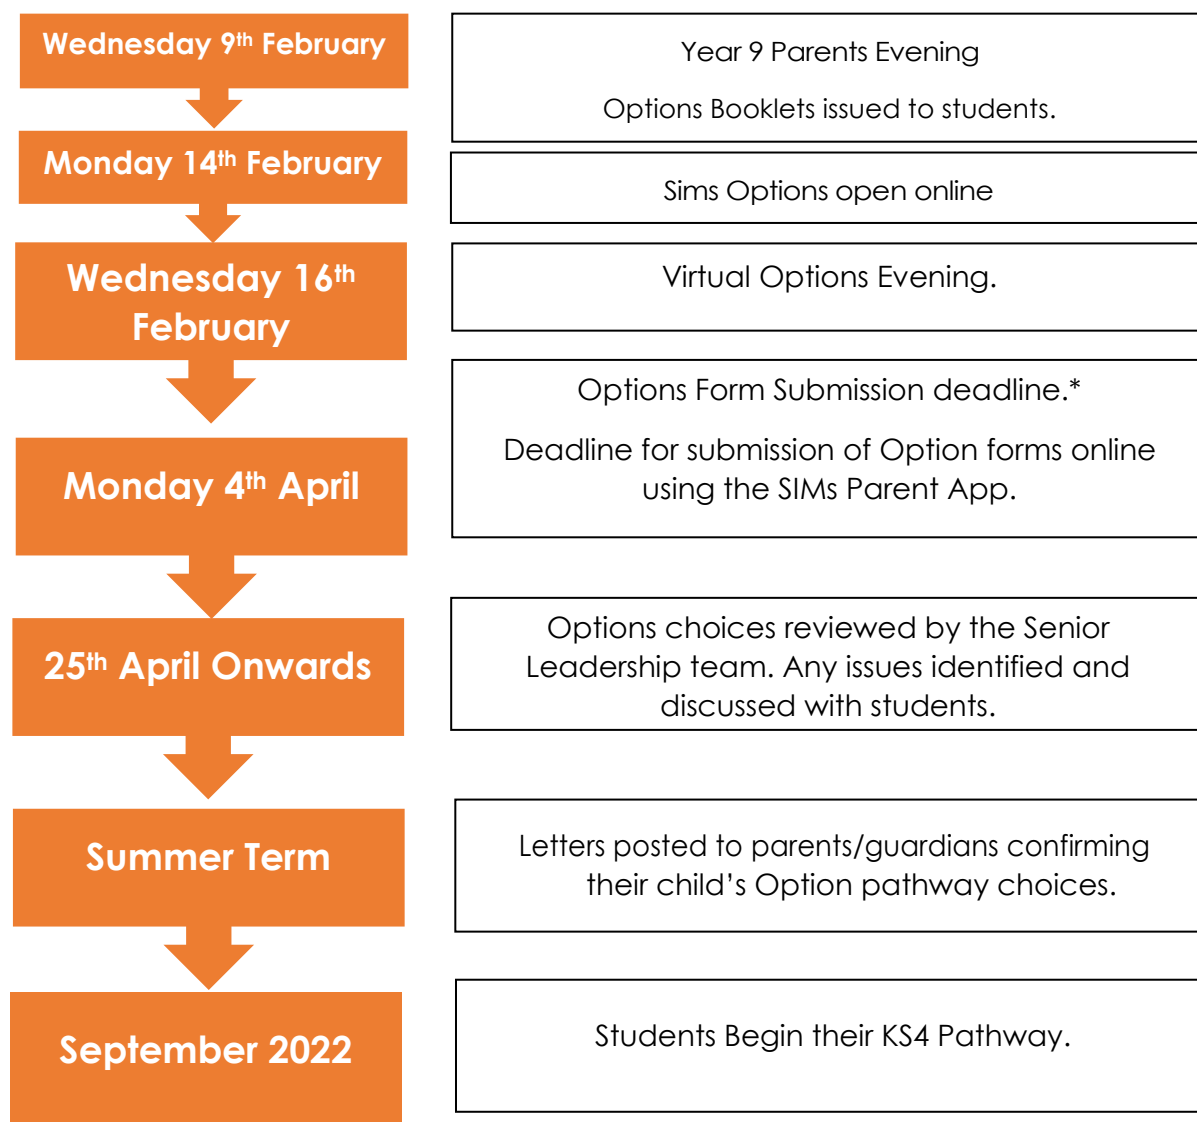 Wednesday 9th February
Year 9 Parents Evening
Options Booklets issued to students.
Monday 14th February
Sims Options open online
Wednesday 16th
February
Virtual Options Evening.
Monday 4th April
Options Form Submission deadline.*
Deadline for submission of Option forms online
using the SIMs Parent App.
25th April Onwards
Options choices reviewed by the Senior
Leadership team. Any issues identified and
discussed with students.
Summer Term
Letters posted to parents/guardians confirming
their child’s Option pathway choices.
September 2022
Students Begin their KS4 Pathway.